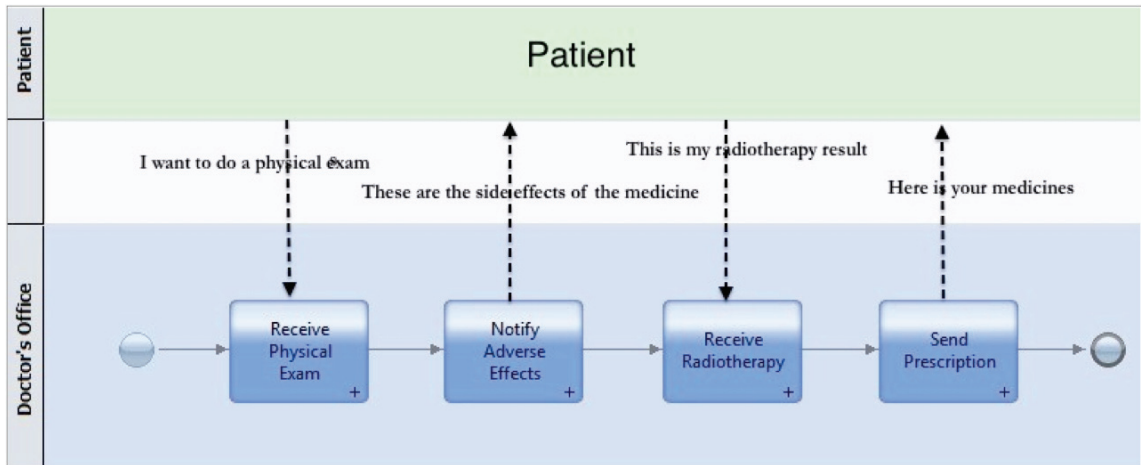 Patient
Patient
I want to do a physical exam
These are the side effects of the medicine
This is my radiotherapy result
Here is your medicines
Doctor's Office
Receive
Physical
Exam
+
Notify
Adverse
Effects
+
Receive
Radiotherapy
+
Send
Prescription
+